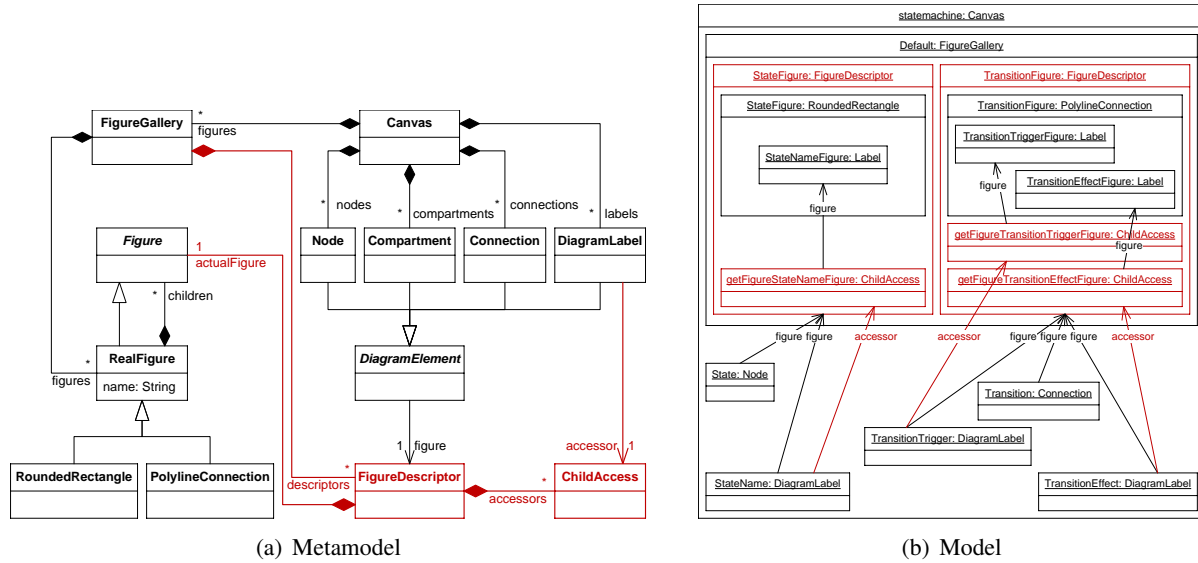 FigureGallery
*
figures
Canvas
*
nodes
*
compartments
*
connections
*
labels
Figure
1
actualFigure
*
children
Node
Compartment
Connection
DiagramLabel
RealFigure
name: String
*
figures
DiagramElement
1
figure
accessor
1
RoundedRectangle
PolylineConnection
*
descriptors
FigureDescriptor
*
accessors
ChildAccess
(a) Metamodel
statemachine: Canvas
Default: FigureGallery
StateFigure: FigureDescriptor
TransitionFigure: FigureDescriptor
StateFigure: RoundedRectangle
TransitionFigure: PolylineConnection
TransitionTriggerFigure: Label
StateNameFigure: Label
figure
TransitionEffectFigure: Label
figure
getFigureTransitionTriggerFigure: ChildAccess
figure
getFigureStateNameFigure: ChildAccess
getFigureTransitionEffectFigure: ChildAccess
figure
figure
accessor
accessor
figure
figure
figure
accessor
State: Node
Transition: Connection
TransitionTrigger: DiagramLabel
StateName: DiagramLabel
TransitionEffect: DiagramLabel
(b) Model